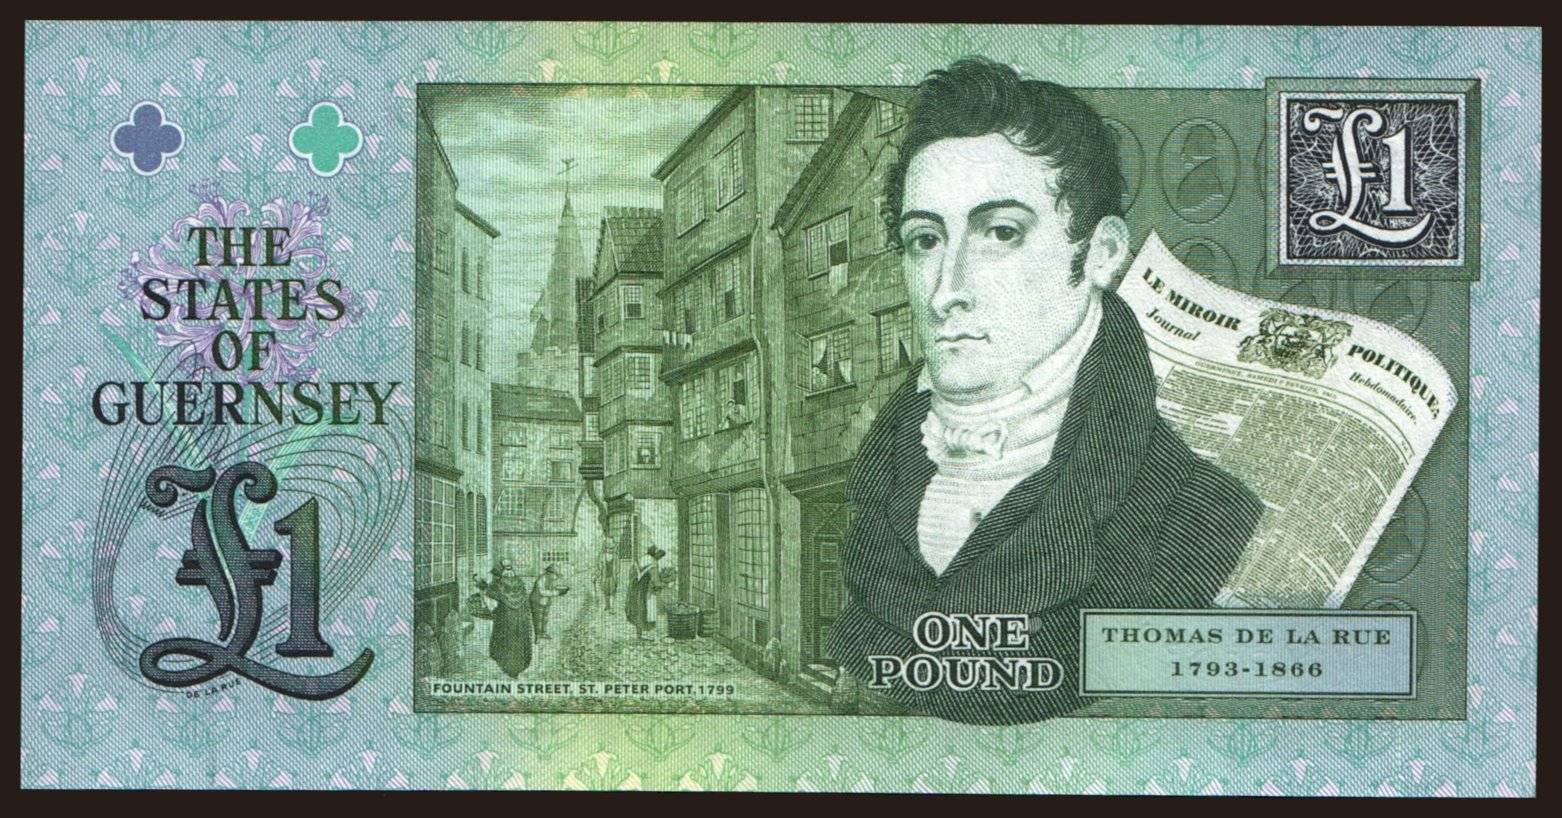 THE
STATES
OF
GUERNSEY
£1
DE LA RUE
FOUNTAIN STREET, ST. PETER PORT, 1799
£1
LE MIROIR POLITIQUE,
Journal Hebdomadaire,
ONE
POUND
THOMAS DE LA RUE
1793-1866